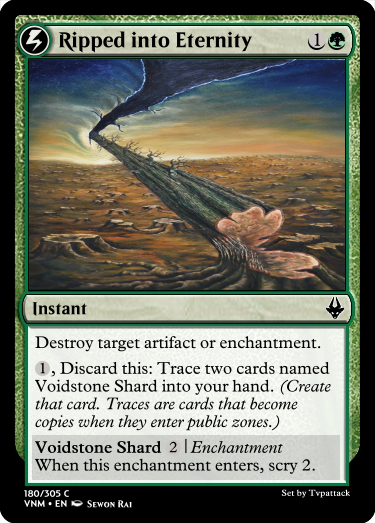 Ripped into Eternity 1
Instant
Destroy target artifact or enchantment.
1, Discard this: Trace two cards named
Voidstone Shard into your hand. (Create
that card. Traces are cards that become
copies when they enter public zones.)
Voidstone Shard 2 | Enchantment
When this enchantment enters, scry 2.
180/305 C
Set by Tvpattack
VNM • EN Sewon Rai